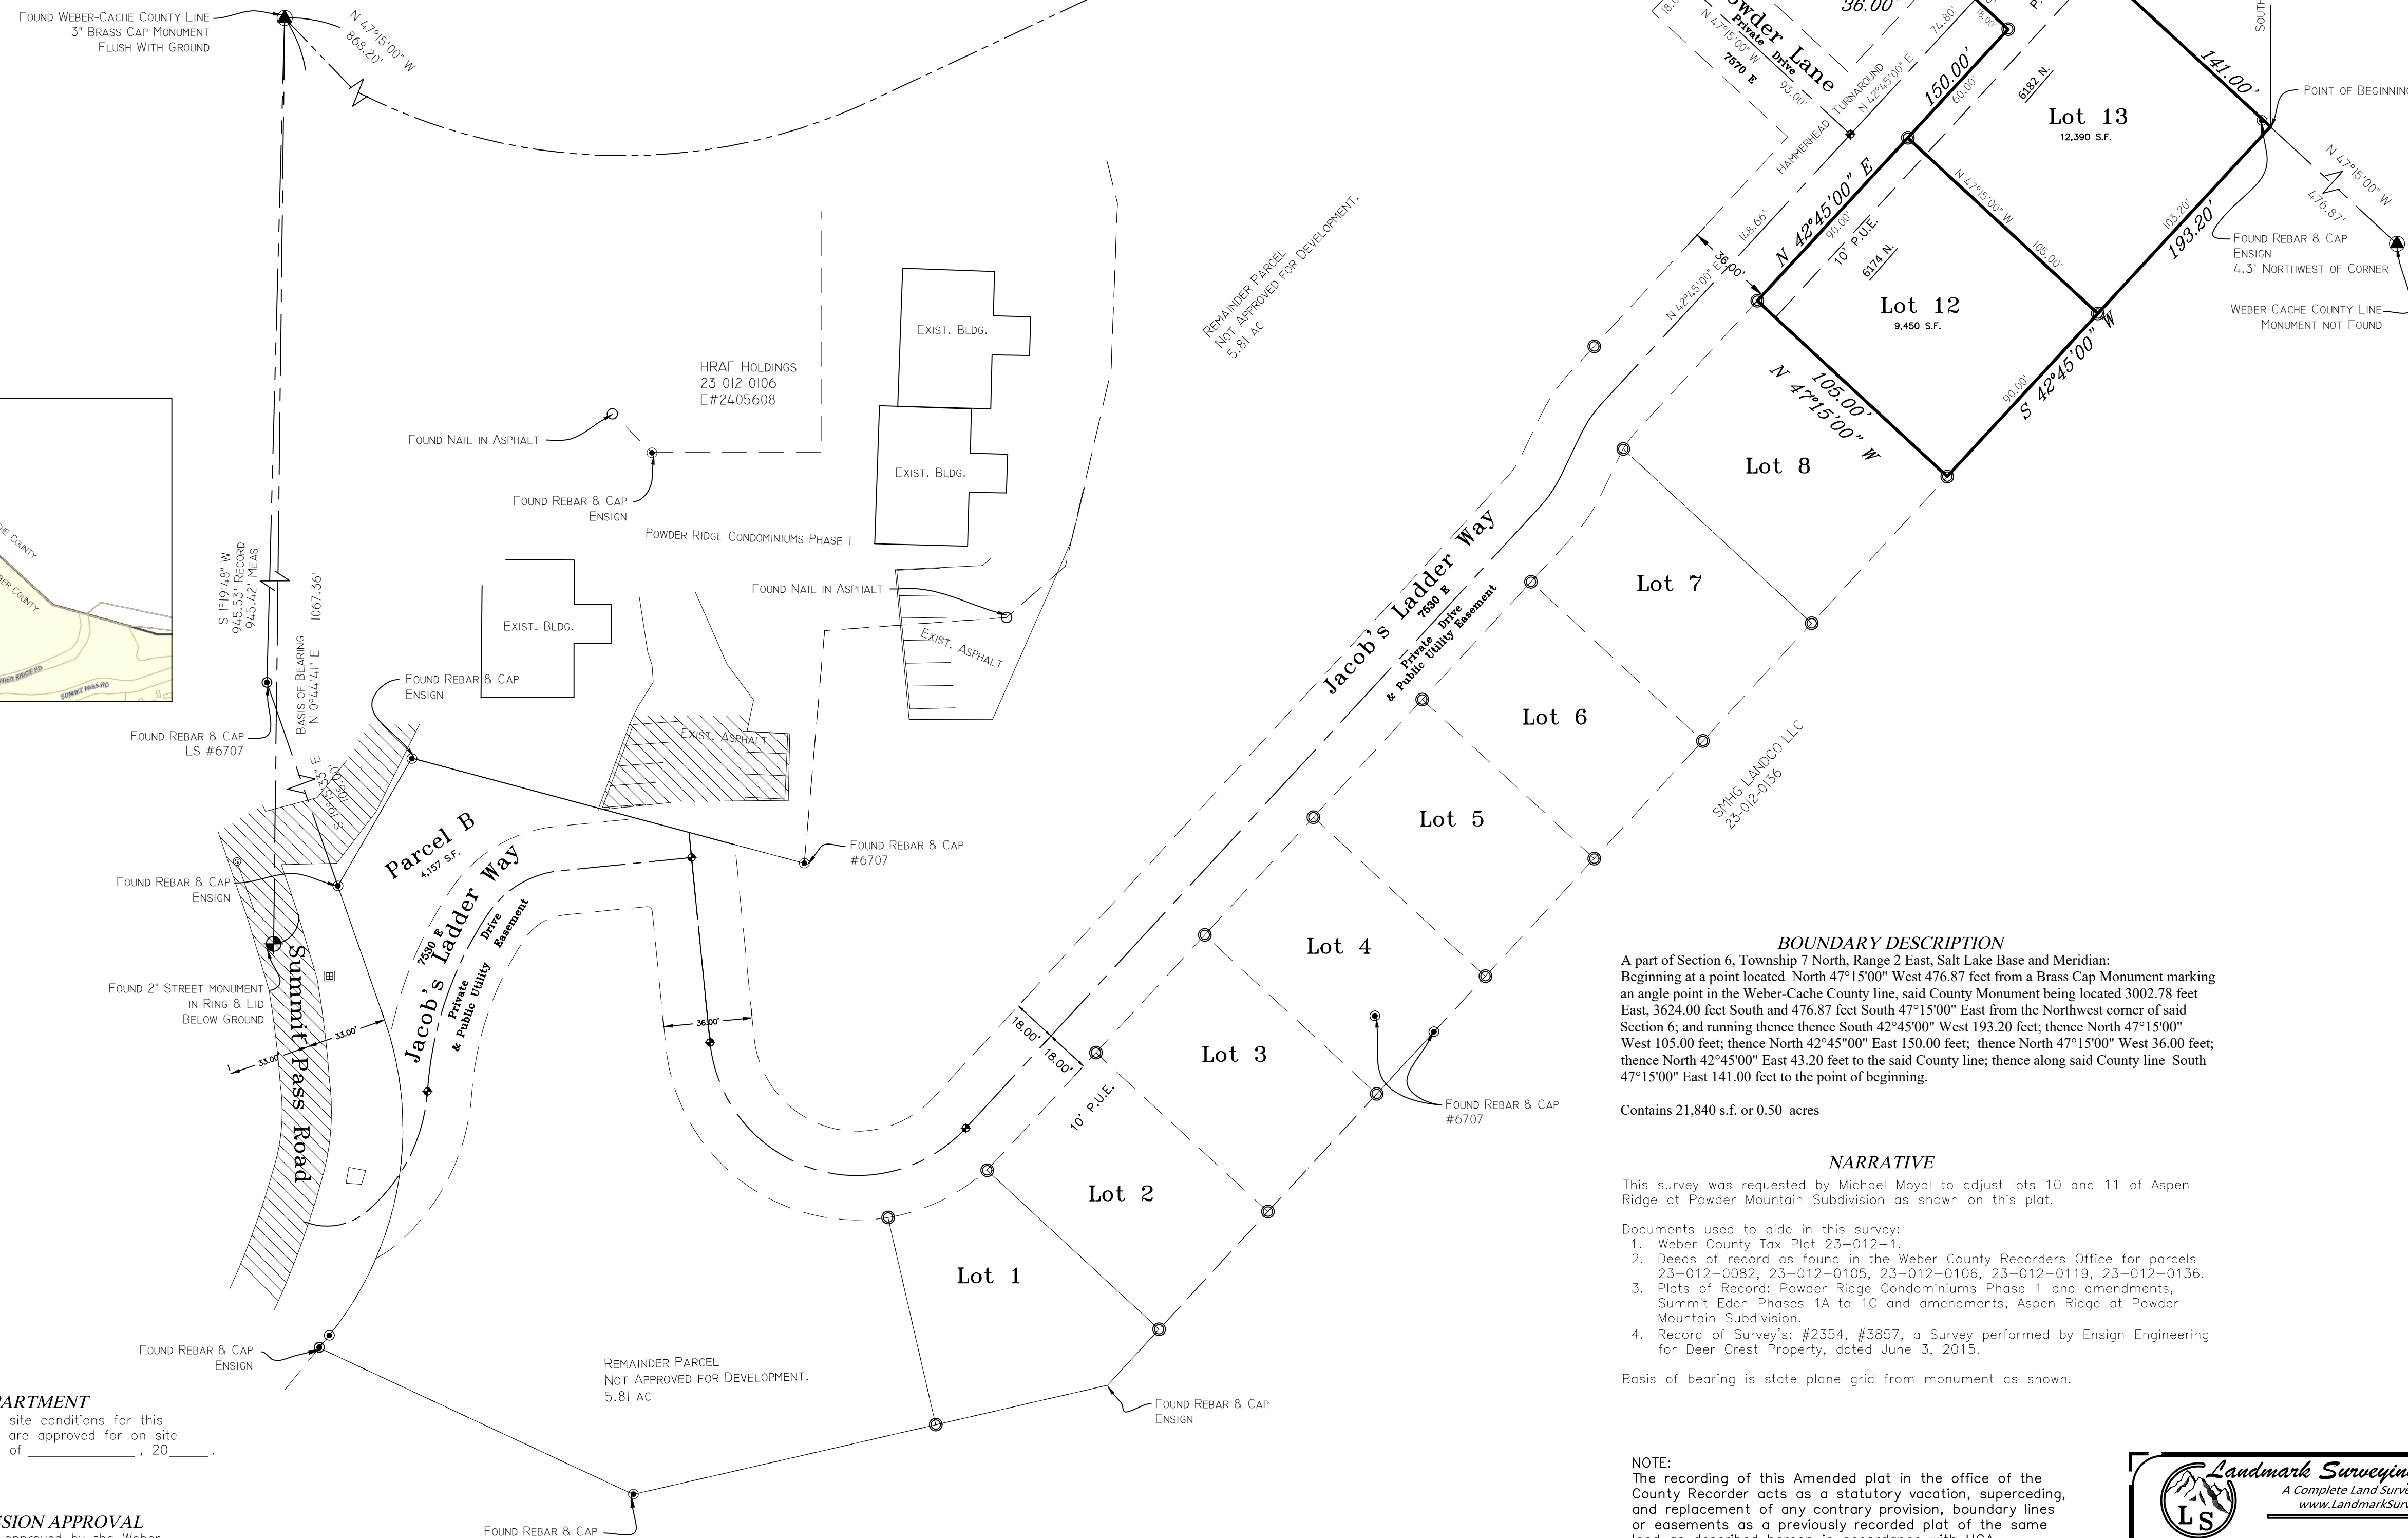 FOUND WEBER-CACHE COUNTY LINE
3" BRASS CAP MONUMENT
FLUSH WITH GROUND
N 47°15'00" W
868.20'
Powder Lane
Private Drive
N 47°15'00" W
7570 E
93.00'
36.00'
74.80'
18.00'
HAMMERHEAD TURNAROUND
N 42°45'00" E
150.00'
60.00'
6182 N.
141.00'
Lot 13
12,390 S.F.
SOUTH
POINT OF BEGINNING
N 47°15'00" W
476.87'
N 47°15'00" W
105.00'
103.20'
193.20'
FOUND REBAR & CAP
ENSIGN
4.3' NORTHWEST OF CORNER
WEBER-CACHE COUNTY LINE
MONUMENT NOT FOUND
N 42°45'00" E
90.00'
10' P.U.E.
6174 N.
148.66'
36.00'
N 42°45'00" E
Lot 12
9,450 S.F.
105.00'
N 47°15'00" W
90.00'
S 42°45'00" W
REMAINDER PARCEL
NOT APPROVED FOR DEVELOPMENT.
5.81 AC
EXIST. BLDG.
HRAF HOLDINGS
23-012-0106
E#2405608
FOUND NAIL IN ASPHALT
EXIST. BLDG.
FOUND REBAR & CAP
ENSIGN
POWDER RIDGE CONDOMINIUMS PHASE 1
FOUND NAIL IN ASPHALT
EXIST. BLDG.
EXIST. ASPHALT
CHE COUNTY
BER COUNTY
SUMMIT PASS RD
S 1°19'48" W
945.53' RECORD
945.42' MEAS
BASIS OF BEARING
N 0°44'41" E 1067.36'
FOUND REBAR & CAP
ENSIGN
FOUND REBAR & CAP
LS #6707
S 19°15'33" E
105.00'
EXIST. ASPHALT
Parcel B
4,157 S.F.
FOUND REBAR & CAP
#6707
FOUND REBAR & CAP
ENSIGN
Jacob's Ladder Way
7530 E
Private Drive
& Public Utility Easement
FOUND 2" STREET MONUMENT
IN RING & LID
BELOW GROUND
Summit Pass Road
33.00'
33.00'
36.00'
Jacob's Ladder Way
7530 E
Private Drive
& Public Utility Easement
Lot 8
Lot 7
Lot 6
Lot 5
Lot 4
Lot 3
Lot 2
Lot 1
SMHG LANDCO LLC
23-012-0136
18.00'
18.00'
10' P.U.E.
FOUND REBAR & CAP
#6707
FOUND REBAR & CAP
ENSIGN
REMAINDER PARCEL
NOT APPROVED FOR DEVELOPMENT.
5.81 AC
FOUND REBAR & CAP
ENSIGN
FOUND REBAR & CAP
BOUNDARY DESCRIPTION
A part of Section 6, Township 7 North, Range 2 East, Salt Lake Base and Meridian:
Beginning at a point located North 47°15'00" West 476.87 feet from a Brass Cap Monument marking
an angle point in the Weber-Cache County line, said County Monument being located 3002.78 feet
East, 3624.00 feet South and 476.87 feet South 47°15'00" East from the Northwest corner of said
Section 6; and running thence thence South 42°45'00" West 193.20 feet; thence North 47°15'00"
West 105.00 feet; thence North 42°45"00" East 150.00 feet; thence North 47°15'00" West 36.00 feet;
thence North 42°45'00" East 43.20 feet to the said County line; thence along said County line South
47°15'00" East 141.00 feet to the point of beginning.
Contains 21,840 s.f. or 0.50 acres
NARRATIVE
This survey was requested by Michael Moyal to adjust lots 10 and 11 of Aspen
Ridge at Powder Mountain Subdivision as shown on this plat.
Documents used to aide in this survey:
1. Weber County Tax Plat 23-012-1.
2. Deeds of record as found in the Weber County Recorders Office for parcels
23-012-0082, 23-012-0105, 23-012-0106, 23-012-0119, 23-012-0136.
3. Plats of Record: Powder Ridge Condominiums Phase 1 and amendments,
Summit Eden Phases 1A to 1C and amendments, Aspen Ridge at Powder
Mountain Subdivision.
4. Record of Survey's: #2354, #3857, a Survey performed by Ensign Engineering
for Deer Crest Property, dated June 3, 2015.
Basis of bearing is state plane grid from monument as shown.
NOTE:
The recording of this Amended plat in the office of the
County Recorder acts as a statutory vacation, superceding,
and replacement of any contrary provision, boundary lines
or easements as a previously recorded plat of the same
PARTMENT
site conditions for this
are approved for on site
of ____________, 20____.
SSION APPROVAL
approved by the Weber
Landmark Surveying
A Complete Land Surve
www.LandmarkSur
LS